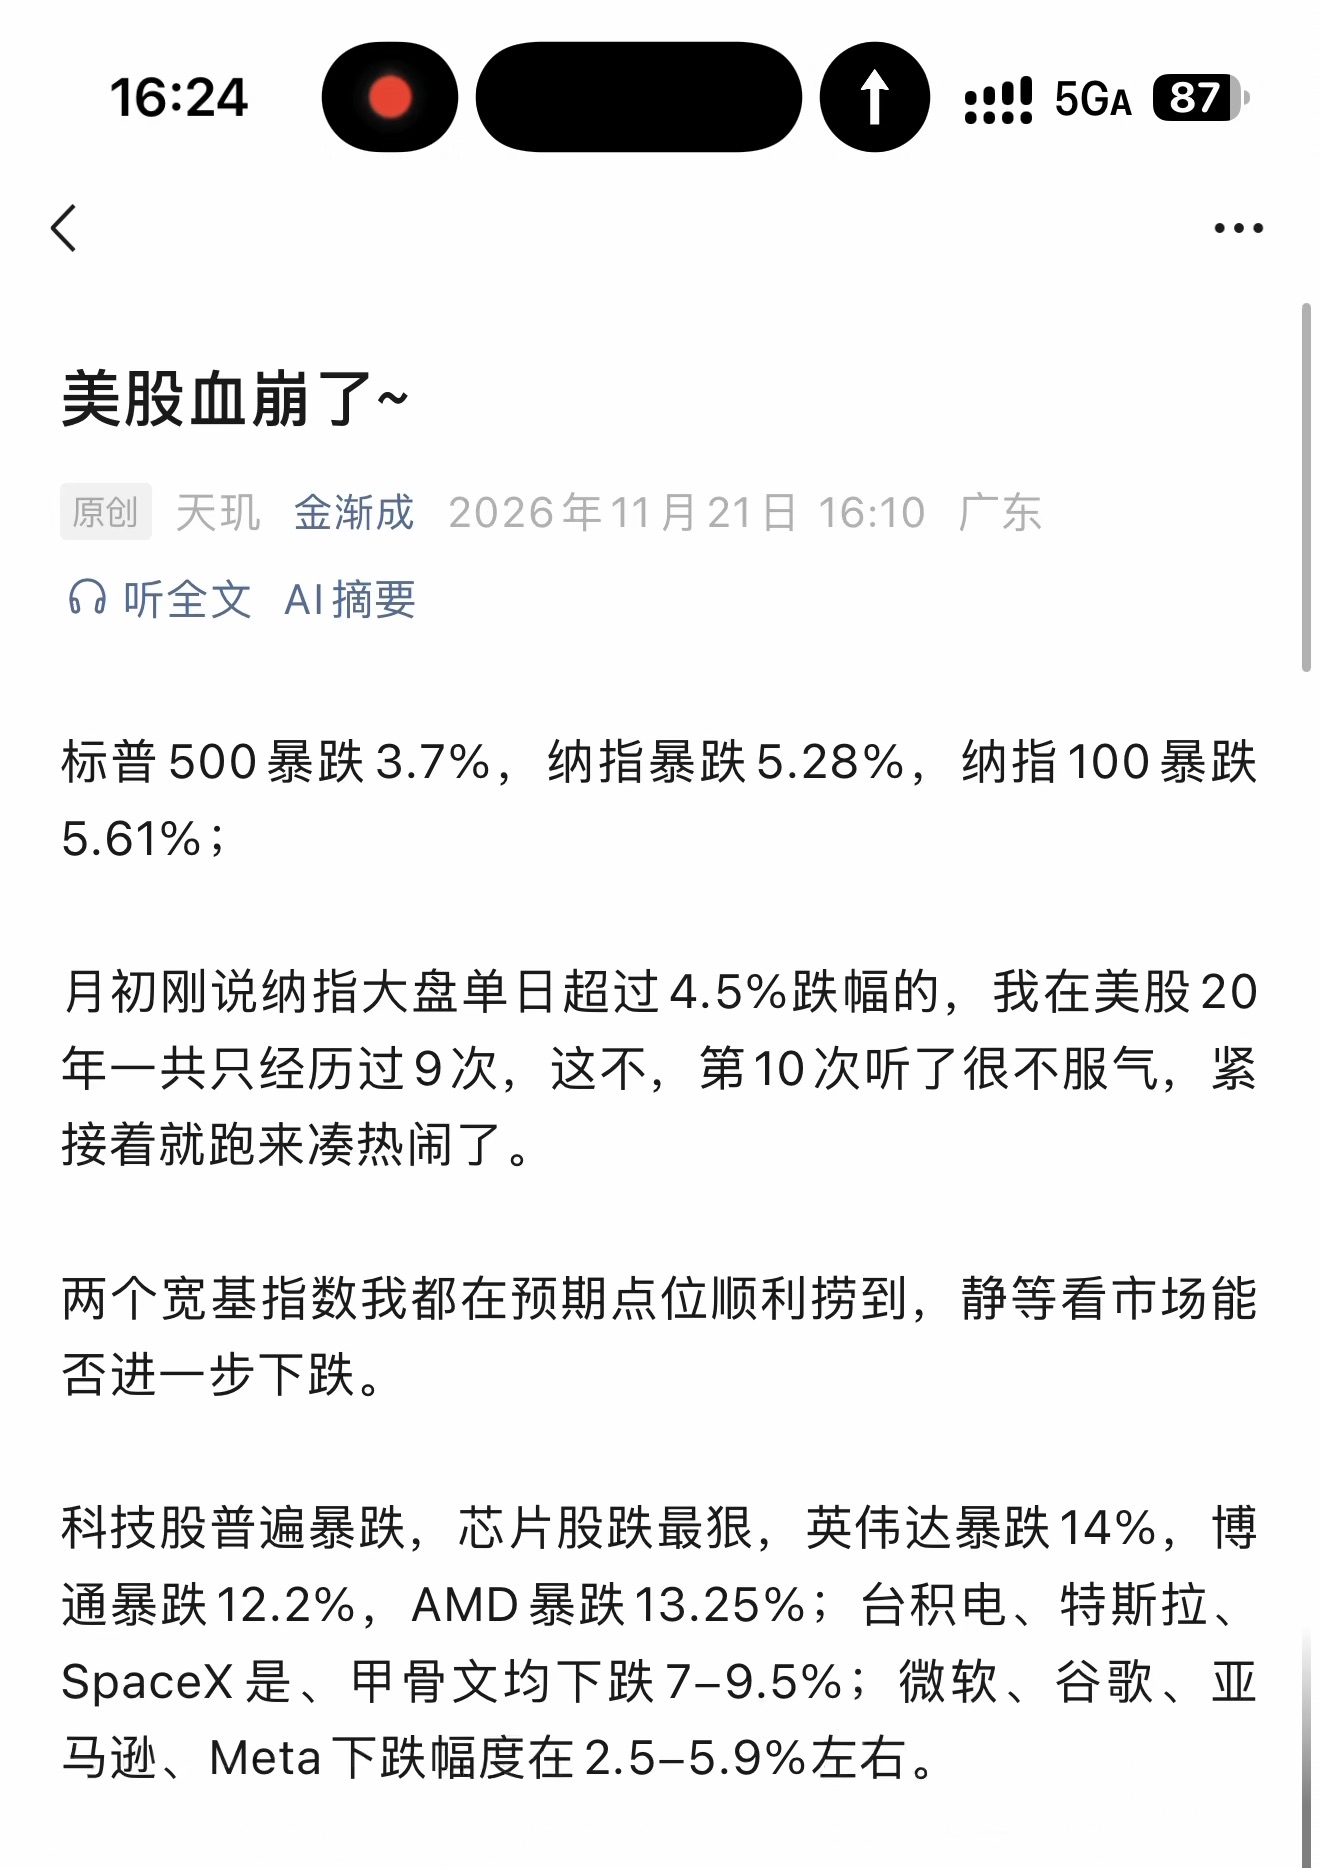 16:24
5GA
87
美股血崩了~
原创 天玑 金渐成 2026年11月21日 16:10 广东
听全文 AI摘要
标普500暴跌3.7%，纳指暴跌5.28%，纳指100暴跌
5.61%；
月初刚说纳指大盘单日超过4.5%跌幅的，我在美股20
年一共只经历过9次，这不，第10次听了很不服气，紧
接着就跑来凑热闹了。
两个宽基指数我都在预期点位顺利捞到，静等看市场能
否进一步下跌。
科技股普遍暴跌，芯片股跌最狠，英伟达暴跌14%，博
通暴跌12.2%，AMD暴跌13.25%；台积电、特斯拉、
SpaceX是、甲骨文均下跌7–9.5%；微软、谷歌、亚
马逊、Meta下跌幅度在2.5–5.9%左右。